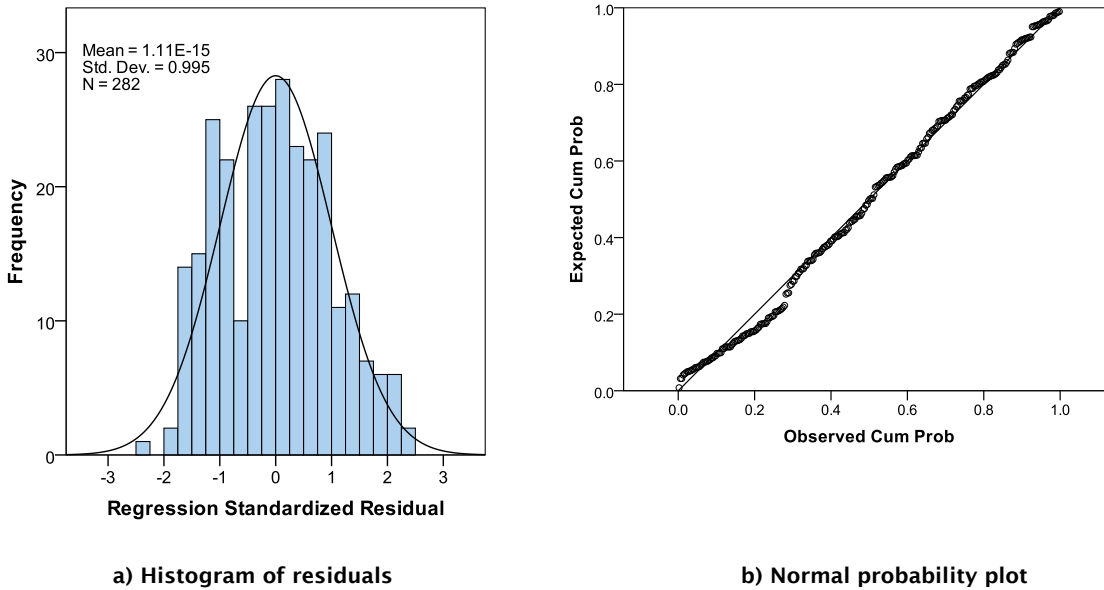 Mean = 1.11E-15
Std. Dev. = 0.995
N = 282
Frequency
30
20
10
0
-3 -2 -1 0 1 2 3
Regression Standardized Residual
a) Histogram of residuals
Expected Cum Prob
1.0
0.8
0.6
0.4
0.2
0.0
0.0 0.2 0.4 0.6 0.8 1.0
Observed Cum Prob
b) Normal probability plot